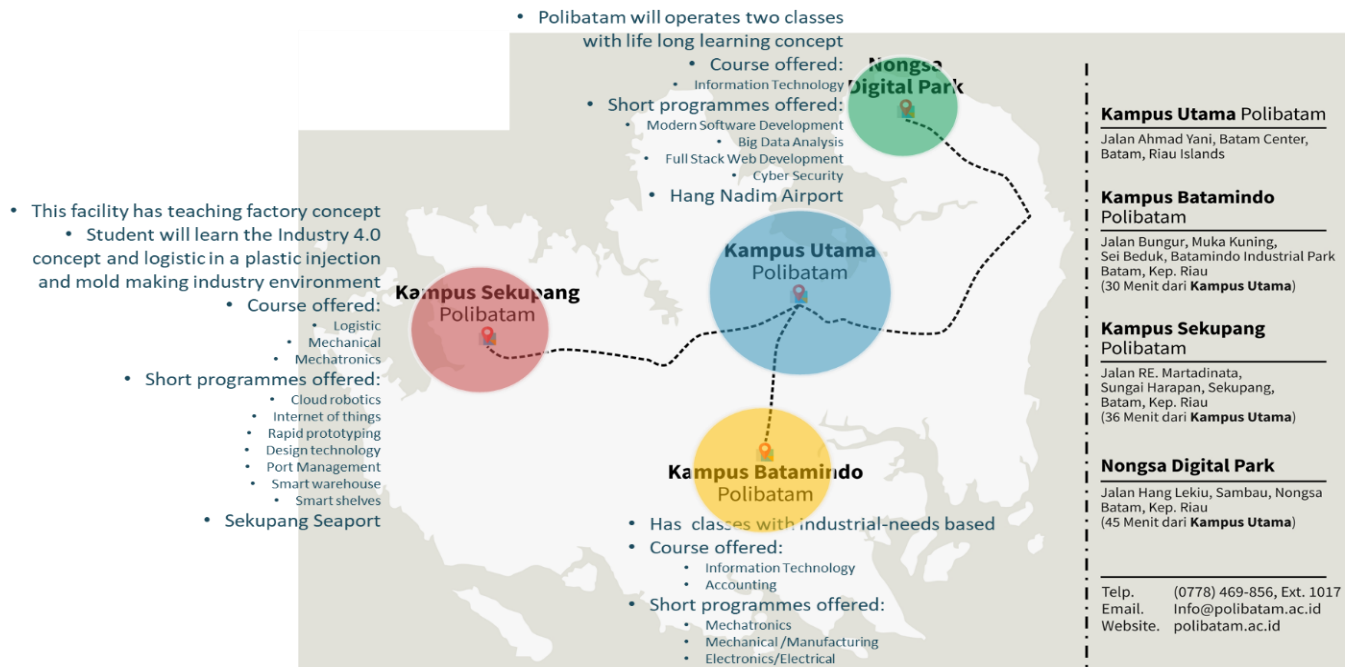 • Polibatam will operates two classes
with life long learning concept
• Course offered:
• Information Technology
• Short programmes offered:
• Modern Software Development
• Big Data Analysis
• Full Stack Web Development
• Cyber Security
• Hang Nadim Airport
Nongsa
Digital Park
• This facility has teaching factory concept
• Student will learn the Industry 4.0
concept and logistic in a plastic injection
and mold making industry environment
• Course offered:
• Logistic
• Mechanical
• Mechatronics
• Short programmes offered:
• Cloud robotics
• Internet of things
• Rapid prototyping
• Design technology
• Port Management
• Smart warehouse
• Smart shelves
• Sekupang Seaport
Kampus Sekupang
Polibatam
Kampus Utama
Polibatam
Kampus Batamindo
Polibatam
• Has classes with industrial-needs based
• Course offered:
• Information Technology
• Accounting
• Short programmes offered:
• Mechatronics
• Mechanical/Manufacturing
• Electronics/Electrical
Kampus Utama Polibatam
Jalan Ahmad Yani, Batam Center,
Batam, Riau Islands
Kampus Batamindo
Polibatam
Jalan Bungur, Muka Kuning,
Sei Beduk, Batamindo Industrial Park
Batam, Kep. Riau
(30 Menit dari Kampus Utama)
Kampus Sekupang
Polibatam
Jalan RE. Martadinata,
Sungai Harapan, Sekupang,
Batam, Kep. Riau
(36 Menit dari Kampus Utama)
Nongsa Digital Park
Jalan Hang Lekiu, Sambau, Nongsa
Batam, Kep. Riau
(45 Menit dari Kampus Utama)
Telp. (0778) 469-856, Ext. 1017
Email. Info@polibatam.ac.id
Website. polibatam.ac.id